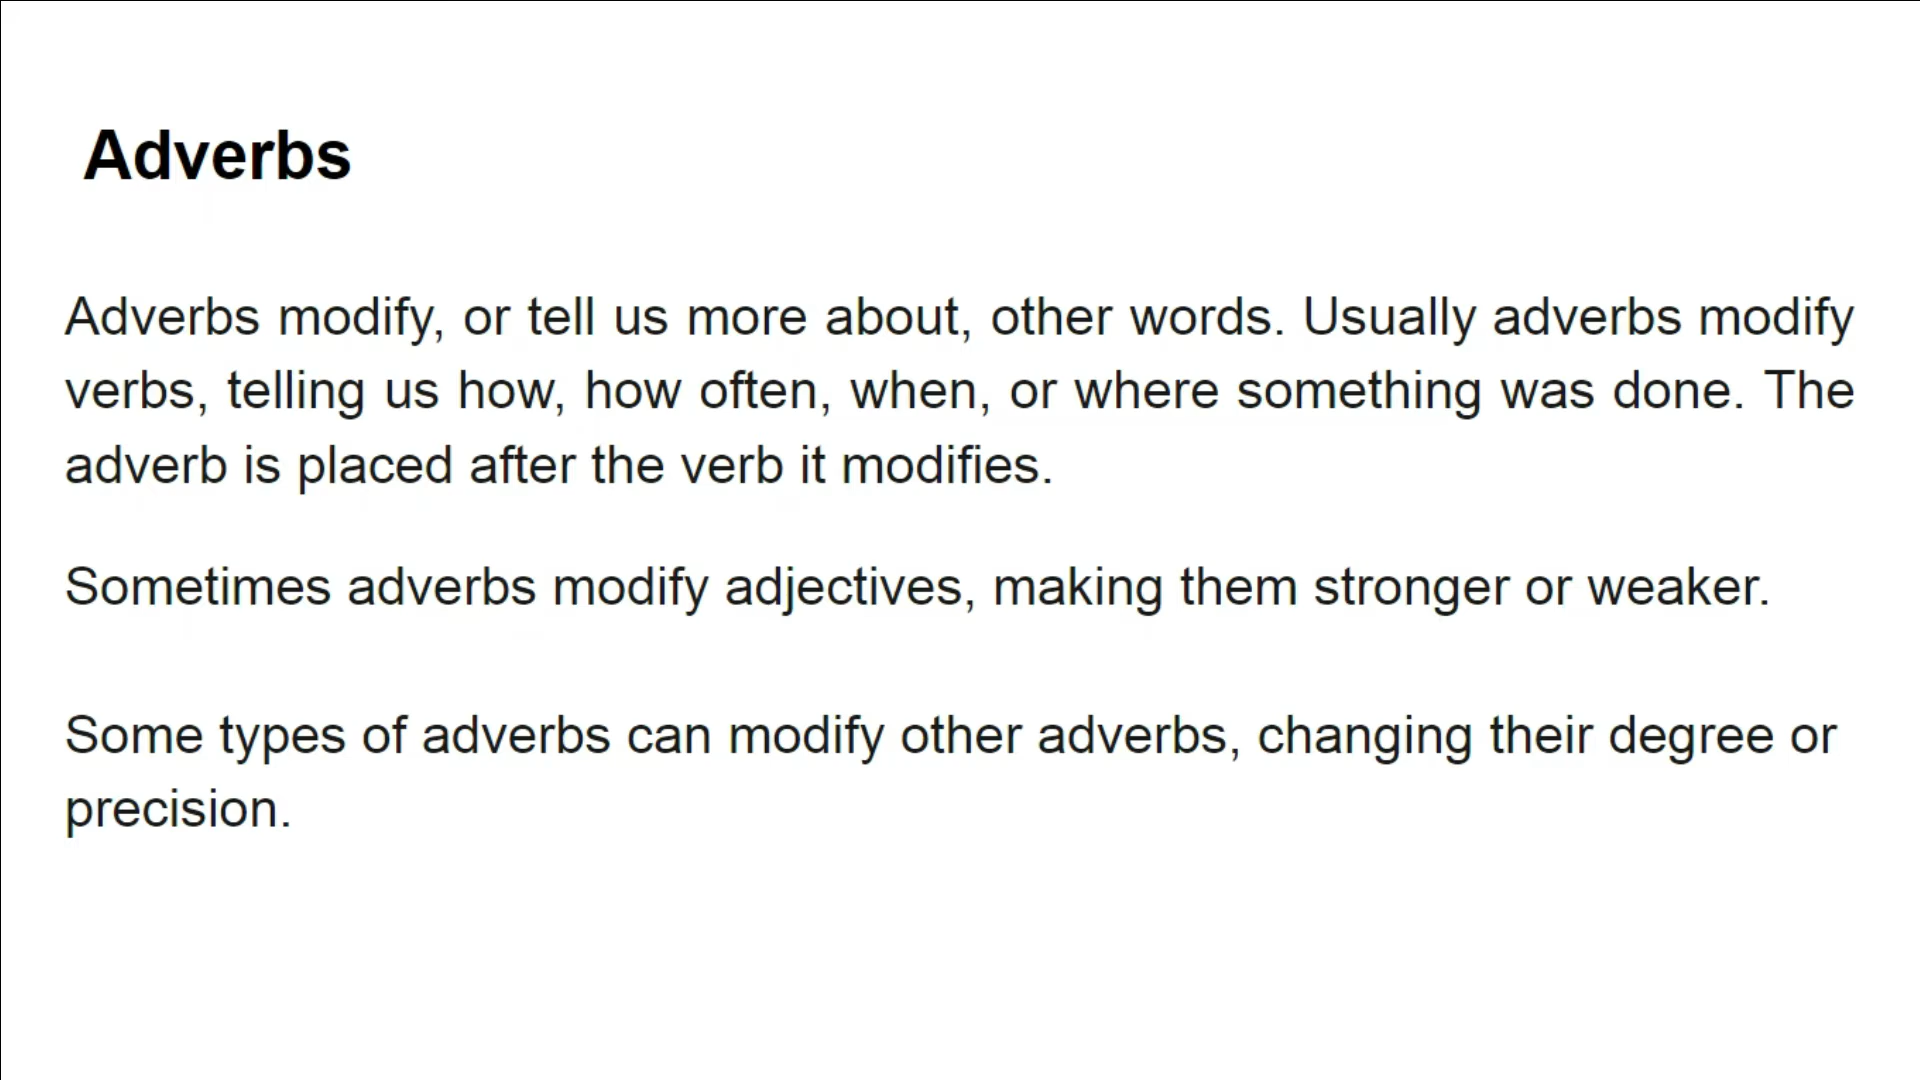 Adverbs
Adverbs modify, or tell us more about, other words. Usually adverbs modify
verbs, telling us how, how often, when, or where something was done. The
adverb is placed after the verb it modifies.
Sometimes adverbs modify adjectives, making them stronger or weaker.
Some types of adverbs can modify other adverbs, changing their degree or
precision.